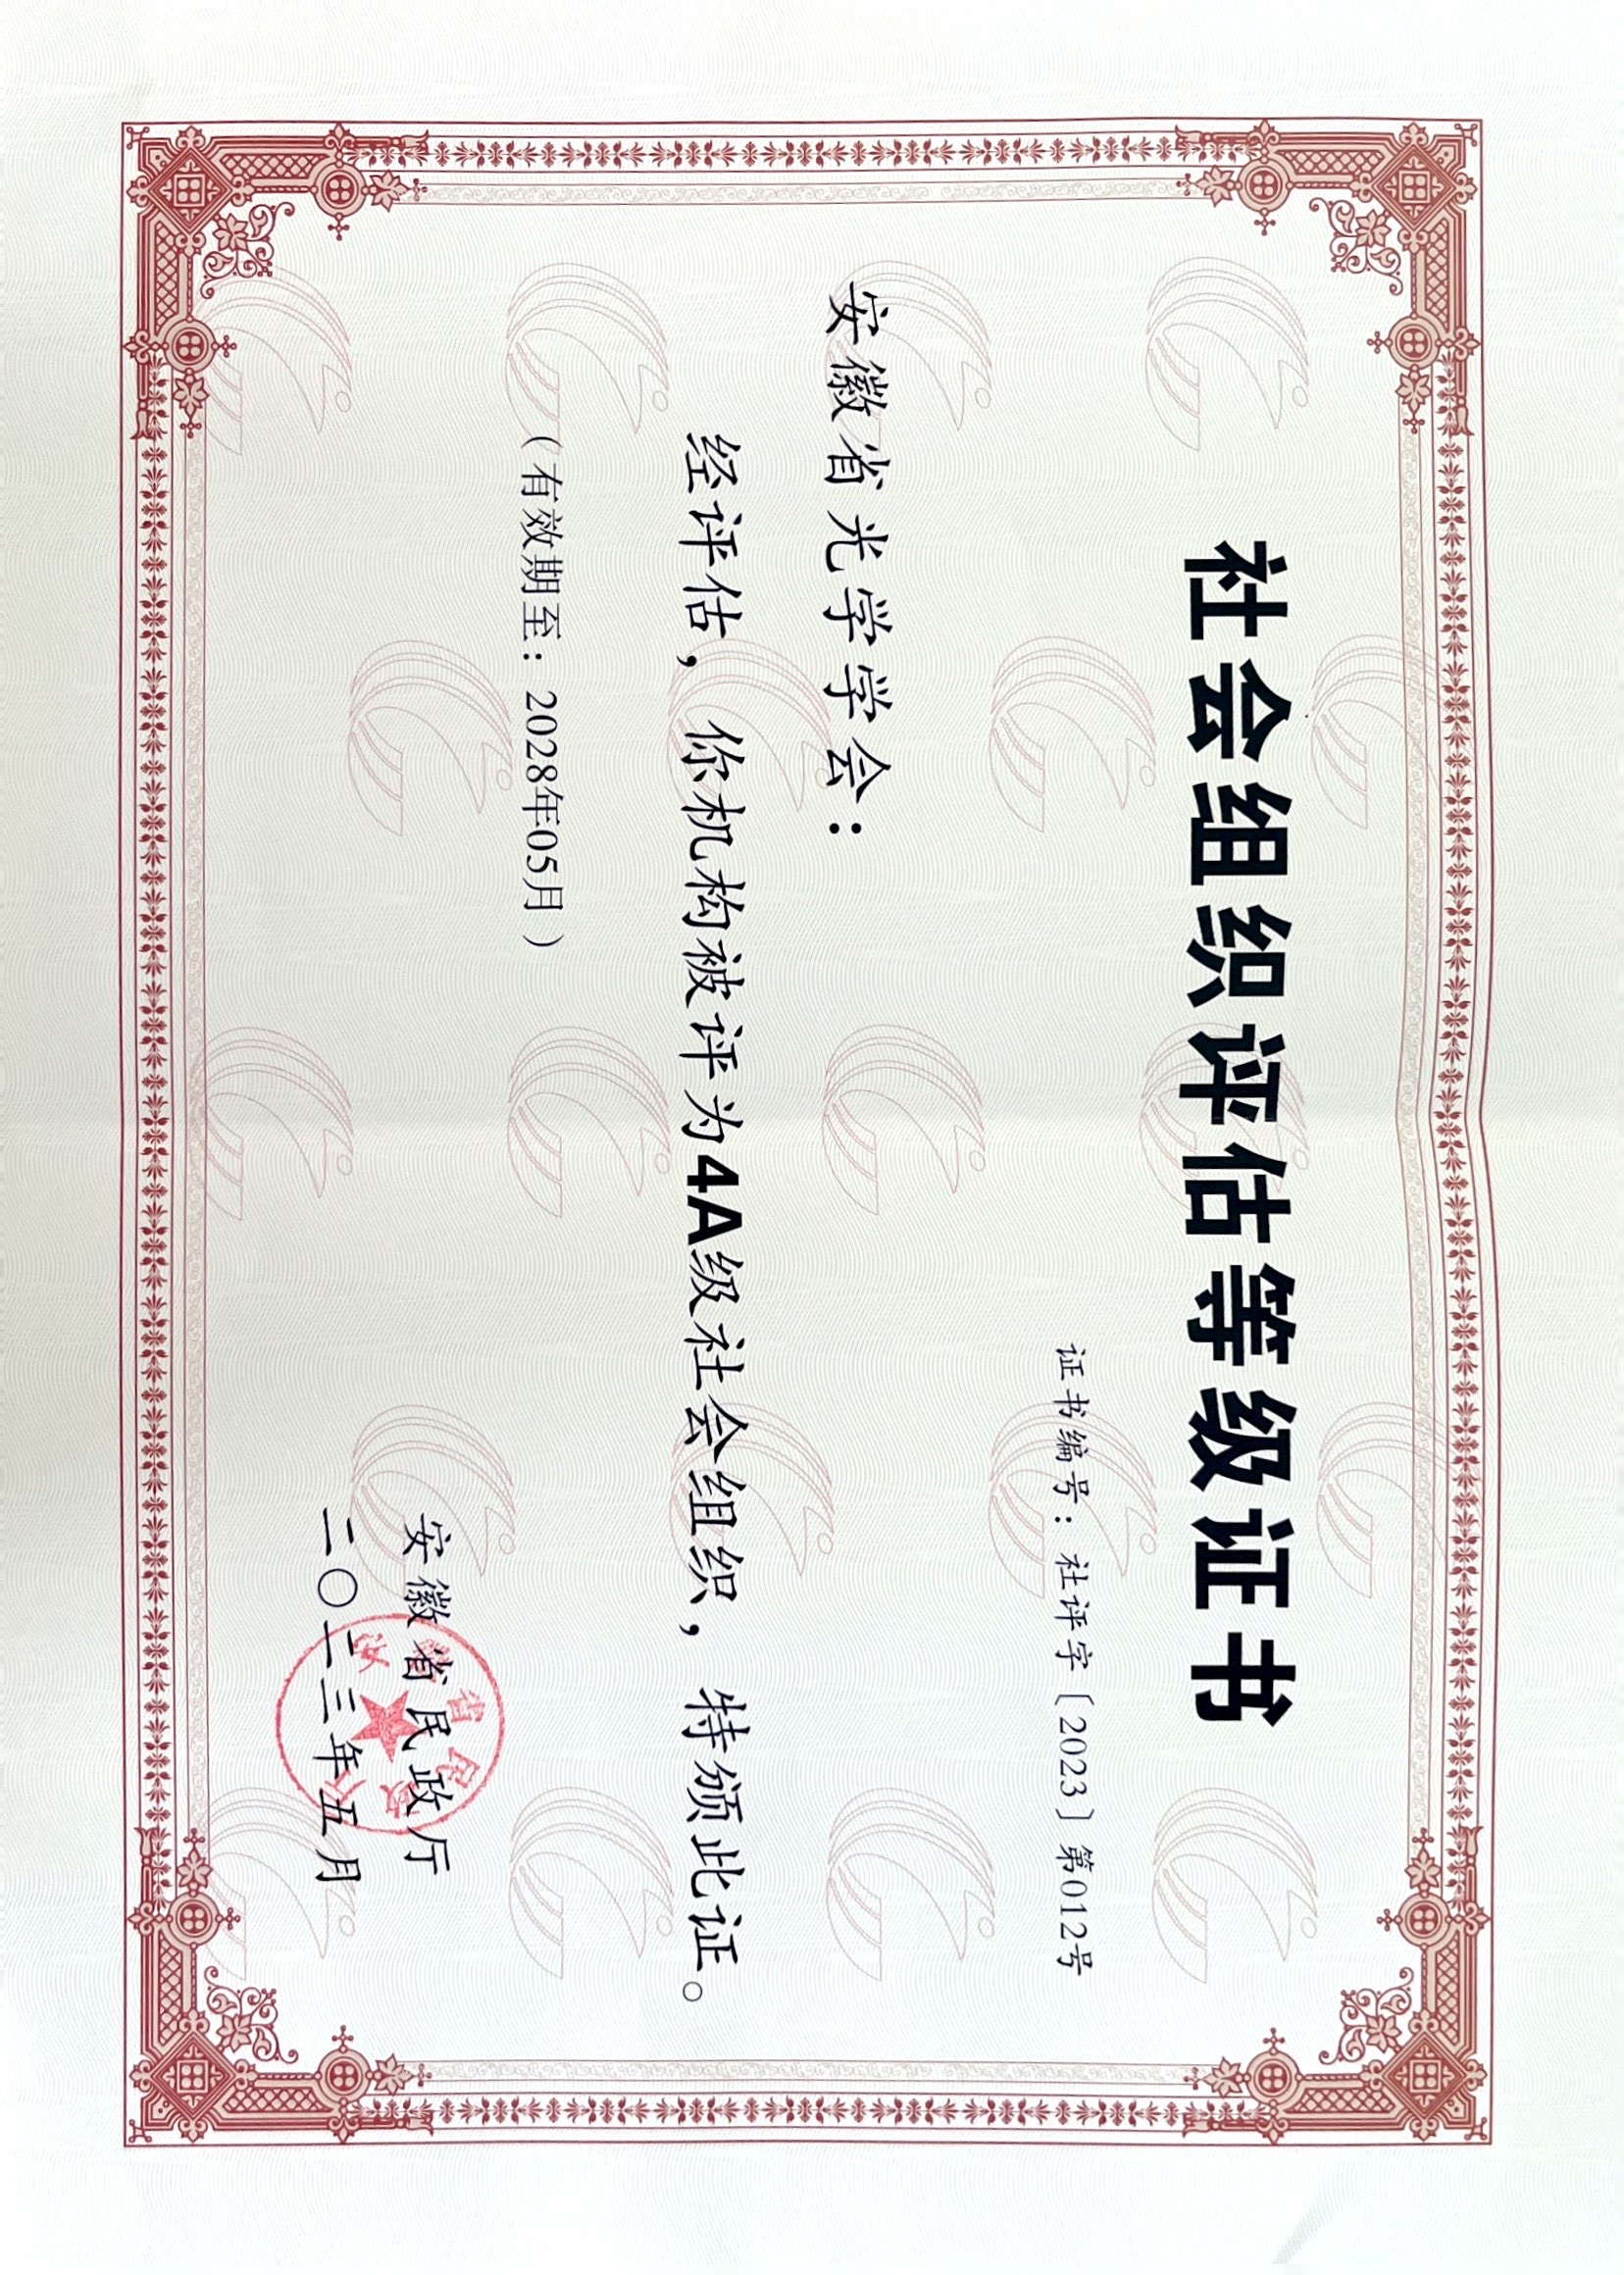 社会组织评估等级证书
证书编号：社评字〔2023〕第012号
安徽省光学学会：
经评估，你机构被评为4A级社会组织，特颁此证。
（有效期至：2028年05月）
安徽省民政厅
二〇二三年五月